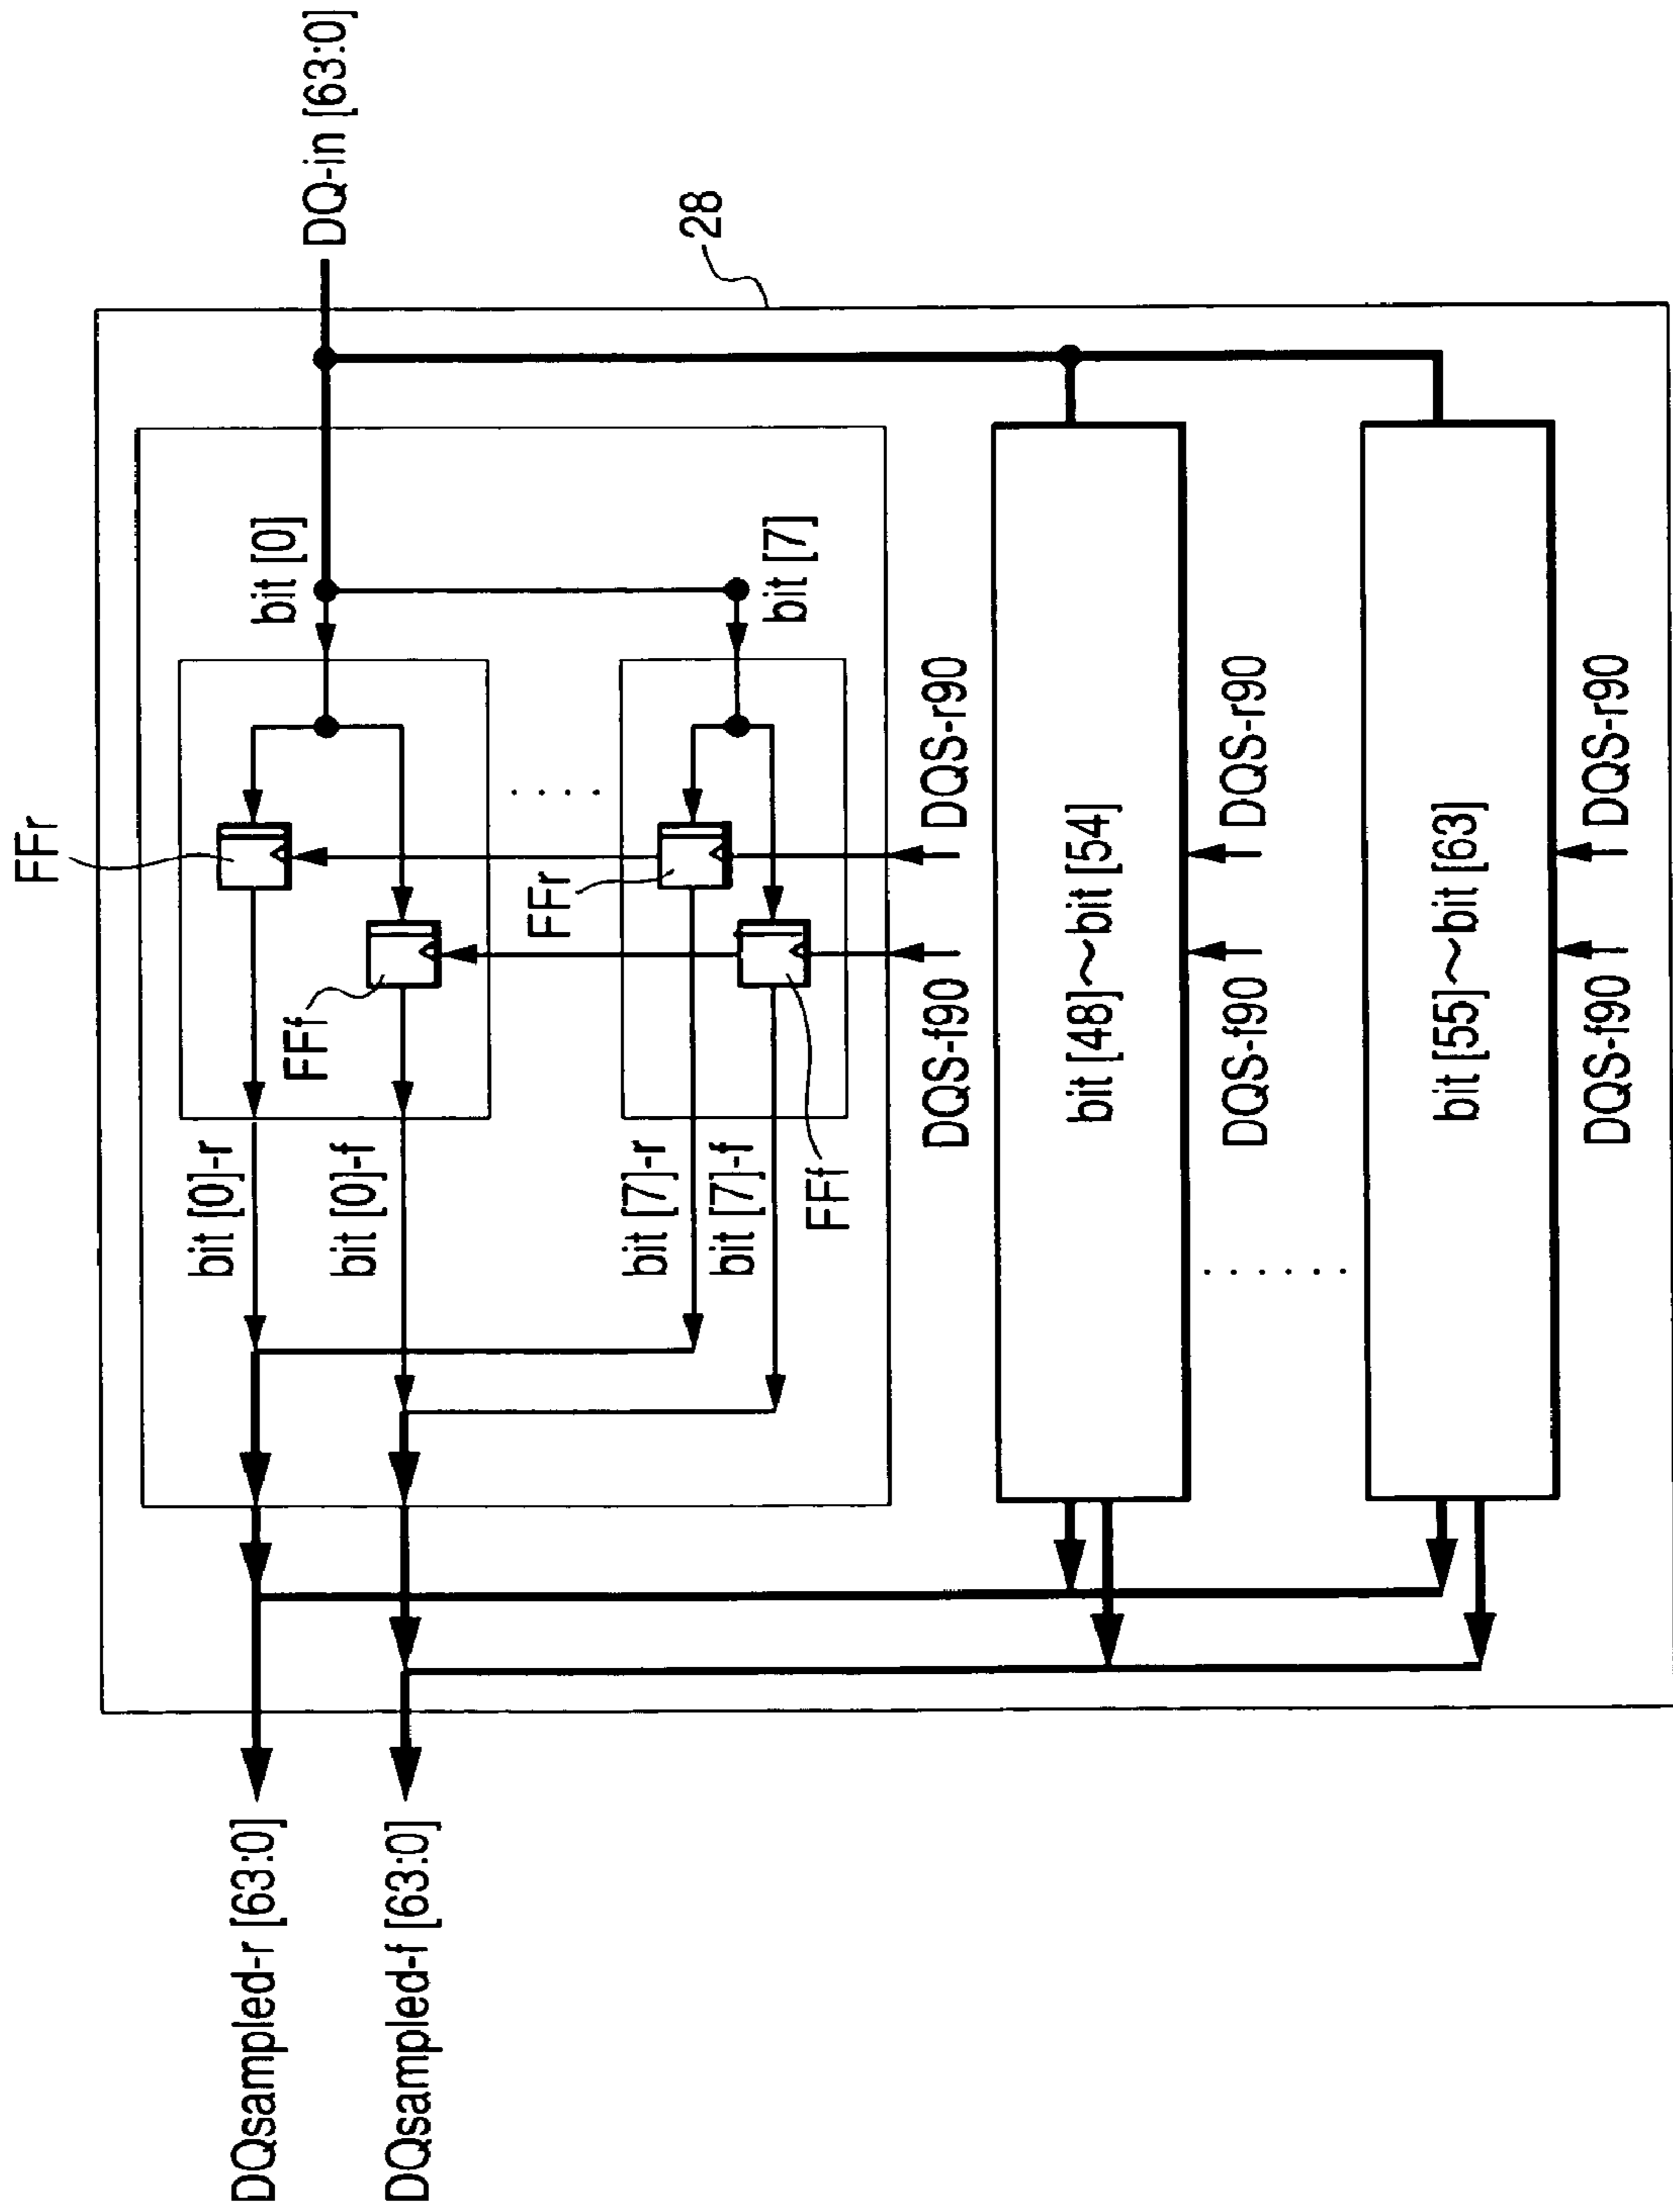 FFr
DQ-in [63:0]
28
bit [0]
bit [7]
FFr
FFf
FFf
bit [0]-r
bit [0]-f
bit [7]-r
bit [7]-f
DQS-f90
DQS-r90
bit [48]~bit [54]
DQS-f90
DQS-r90
bit [55]~bit [63]
DQS-f90
DQS-r90
DQsampled-r [63:0]
DQsampled-f [63:0]